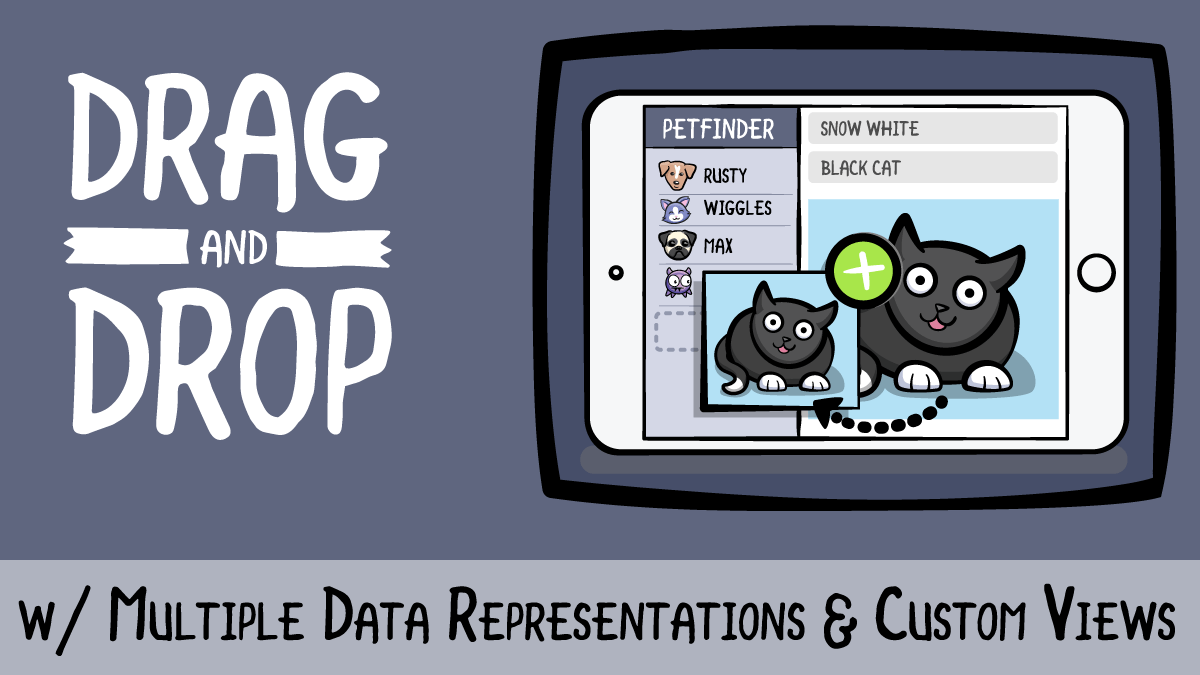 DRAG
AND
DROP
PETFINDER
RUSTY
WIGGLES
MAX
SNOW WHITE
BLACK CAT
w/ MULTIPLE DATA REPRESENTATIONS & CUSTOM VIEWS